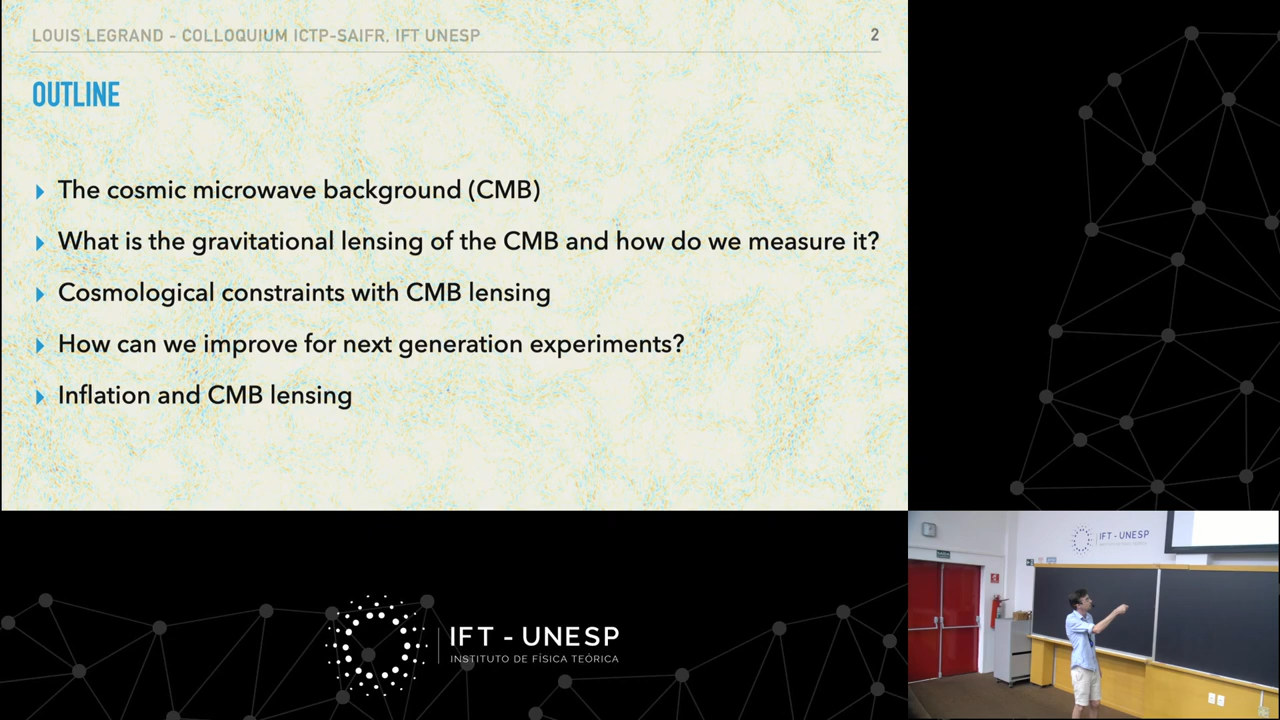 LOUIS LEGRAND - COLLOQUIUM ICTP-SAIFR, IFT UNESP
2
OUTLINE
The cosmic microwave background (CMB)
What is the gravitational lensing of the CMB and how do we measure it?
Cosmological constraints with CMB lensing
How can we improve for next generation experiments?
Inflation and CMB lensing
IFT - UNESP
INSTITUTO DE FÍSICA TEÓRICA
IFT - UNESP